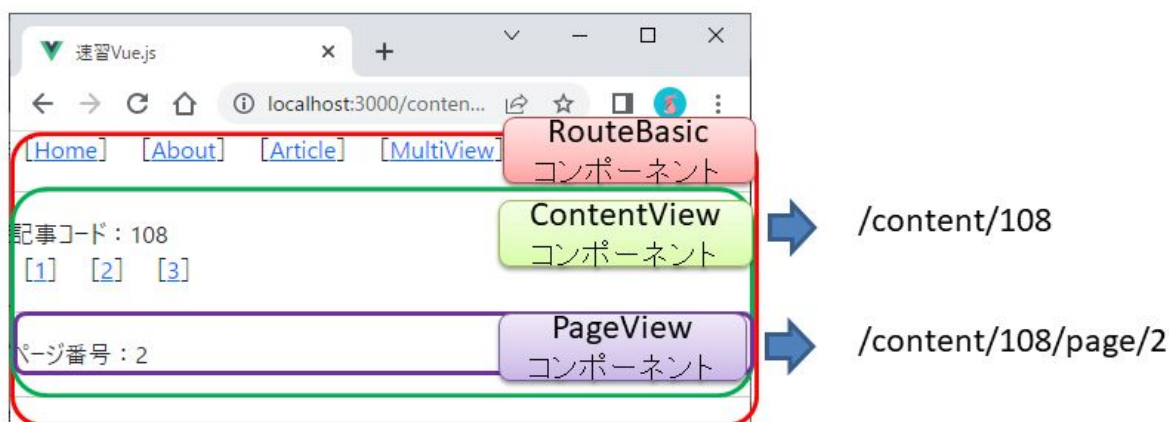 速習Vue.js
localhost:3000/conten...
[Home] [About] [Article] [MultiView]
RouteBasic
コンポーネント
記事コード：108
[1] [2] [3]
ContentView
コンポーネント
/content/108
ページ番号：2
PageView
コンポーネント
/content/108/page/2